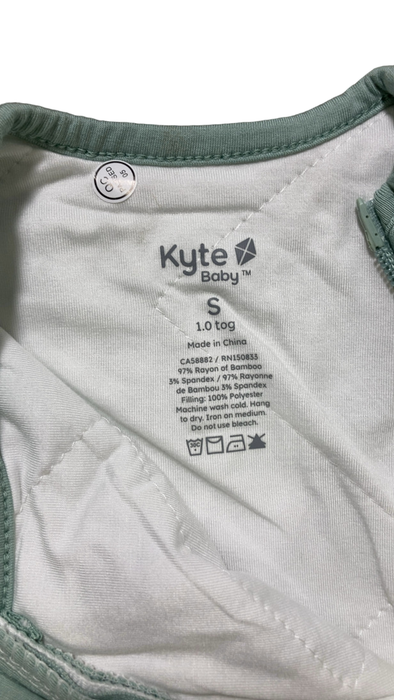 Kyte
Baby™
S
1.0 tog
Made in China
CA58882 / RN150833
97% Rayon of Bamboo
3% Spandex / 97% Rayonne
de Bambou 3% Spandex
Filling: 100% Polyester
Machine wash cold. Hang
to dry. Iron on medium.
Do not use bleach.